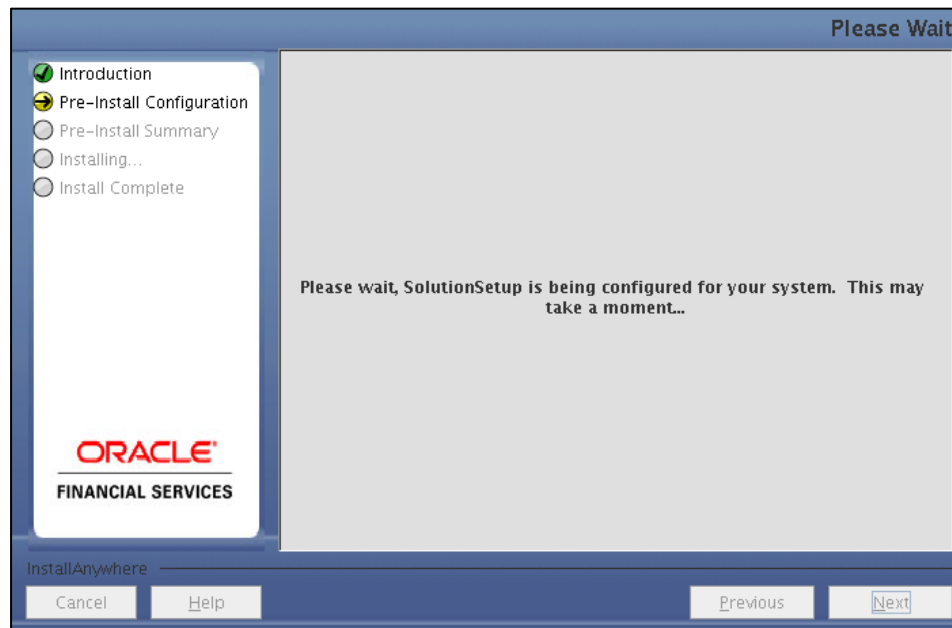 Please Wait
Introduction
Pre-Install Configuration
Pre-Install Summary
Installing...
Install Complete
Please wait, SolutionSetup is being configured for your system.  This may
take a moment...
ORACLE®
FINANCIAL SERVICES
InstallAnywhere
Cancel
Help
Previous
Next